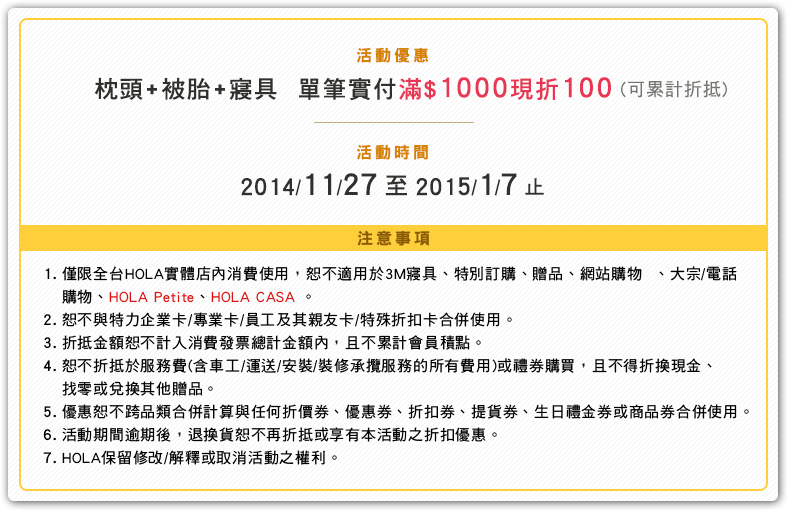 活動優惠
枕頭+被胎+寢具 單筆實付滿$1000現折100(可累計折抵)
活動時間
2014/11/27 至 2015/1/7 止
注意事項
1. 僅限全台HOLA實體店內消費使用，恕不適用於3M寢具、特別訂購、贈品、網站購物 、大宗/電話
購物、HOLA Petite、HOLA CASA 。
2. 恕不與特力企業卡/專業卡/員工及其親友卡/特殊折扣卡合併使用。
3. 折抵金額恕不計入消費發票總計金額內，且不累計會員積點。
4. 恕不折抵於服務費(含車工/運送/安裝/裝修承攬服務的所有費用)或禮券購買，且不得折換現金、
找零或兌換其他贈品。
5. 優惠恕不跨品類合併計算與任何折價券、優惠券、折扣券、提貨券、生日禮金券或商品券合併使用。
6. 活動期間逾期後，退換貨恕不再折抵或享有本活動之折扣優惠。
7. HOLA保留修改/解釋或取消活動之權利。